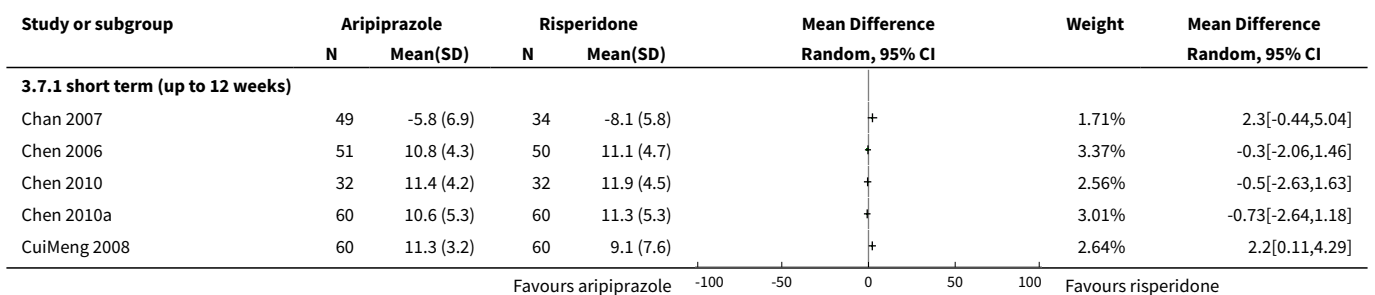 Study or subgroup Aripiprazole Risperidone Mean Difference Weight Mean Difference
N Mean(SD) N Mean(SD) Random, 95% CI Random, 95% CI
3.7.1 short term (up to 12 weeks)
Chan 2007 49 -5.8 (6.9) 34 -8.1 (5.8) 1.71% 2.3[-0.44,5.04]
Chen 2006 51 10.8 (4.3) 50 11.1 (4.7) 3.37% -0.3[-2.06,1.46]
Chen 2010 32 11.4 (4.2) 32 11.9 (4.5) 2.56% -0.5[-2.63,1.63]
Chen 2010a 60 10.6 (5.3) 60 11.3 (5.3) 3.01% -0.73[-2.64,1.18]
CuiMeng 2008 60 11.3 (3.2) 60 9.1 (7.6) 2.64% 2.2[0.11,4.29]
Favours aripiprazole -100 -50 0 50 100 Favours risperidone